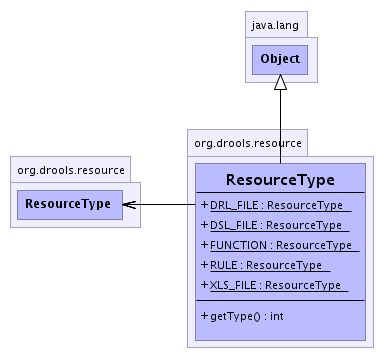 java.lang
Object
org.drools.resource
ResourceType
org.drools.resource
ResourceType
+ DRL_FILE : ResourceType
+ DSL_FILE : ResourceType
+ FUNCTION : ResourceType
+ RULE : ResourceType
+ XLS_FILE : ResourceType
+ getType() : int